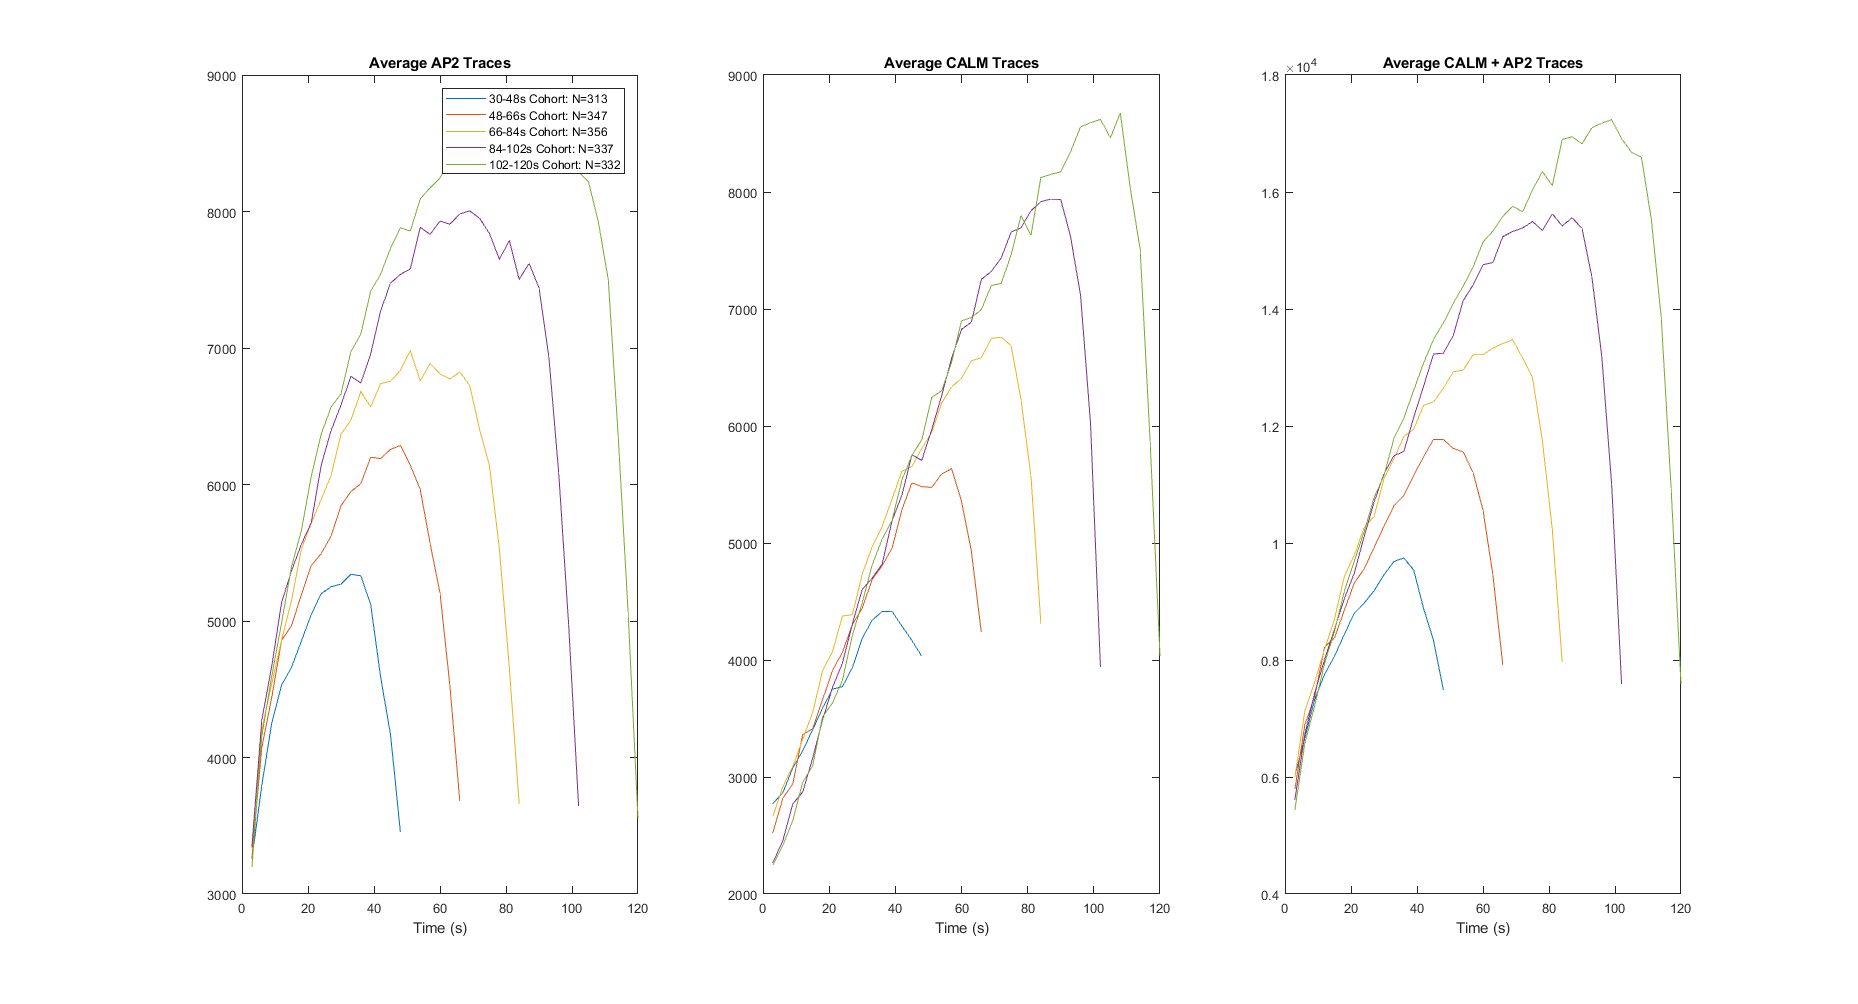 Average AP2 Traces
9000
8000
7000
6000
5000
4000
3000
0 20 40 60 80 100 120
Time (s)
30-48s Cohort: N=313
48-66s Cohort: N=347
66-84s Cohort: N=356
84-102s Cohort: N=337
102-120s Cohort: N=332
Average CALM Traces
9000
8000
7000
6000
5000
4000
3000
2000
0 20 40 60 80 100 120
Time (s)
Average CALM + AP2 Traces
×10⁴
1.8
1.6
1.4
1.2
1
0.8
0.6
0.4
0 20 40 60 80 100 120
Time (s)